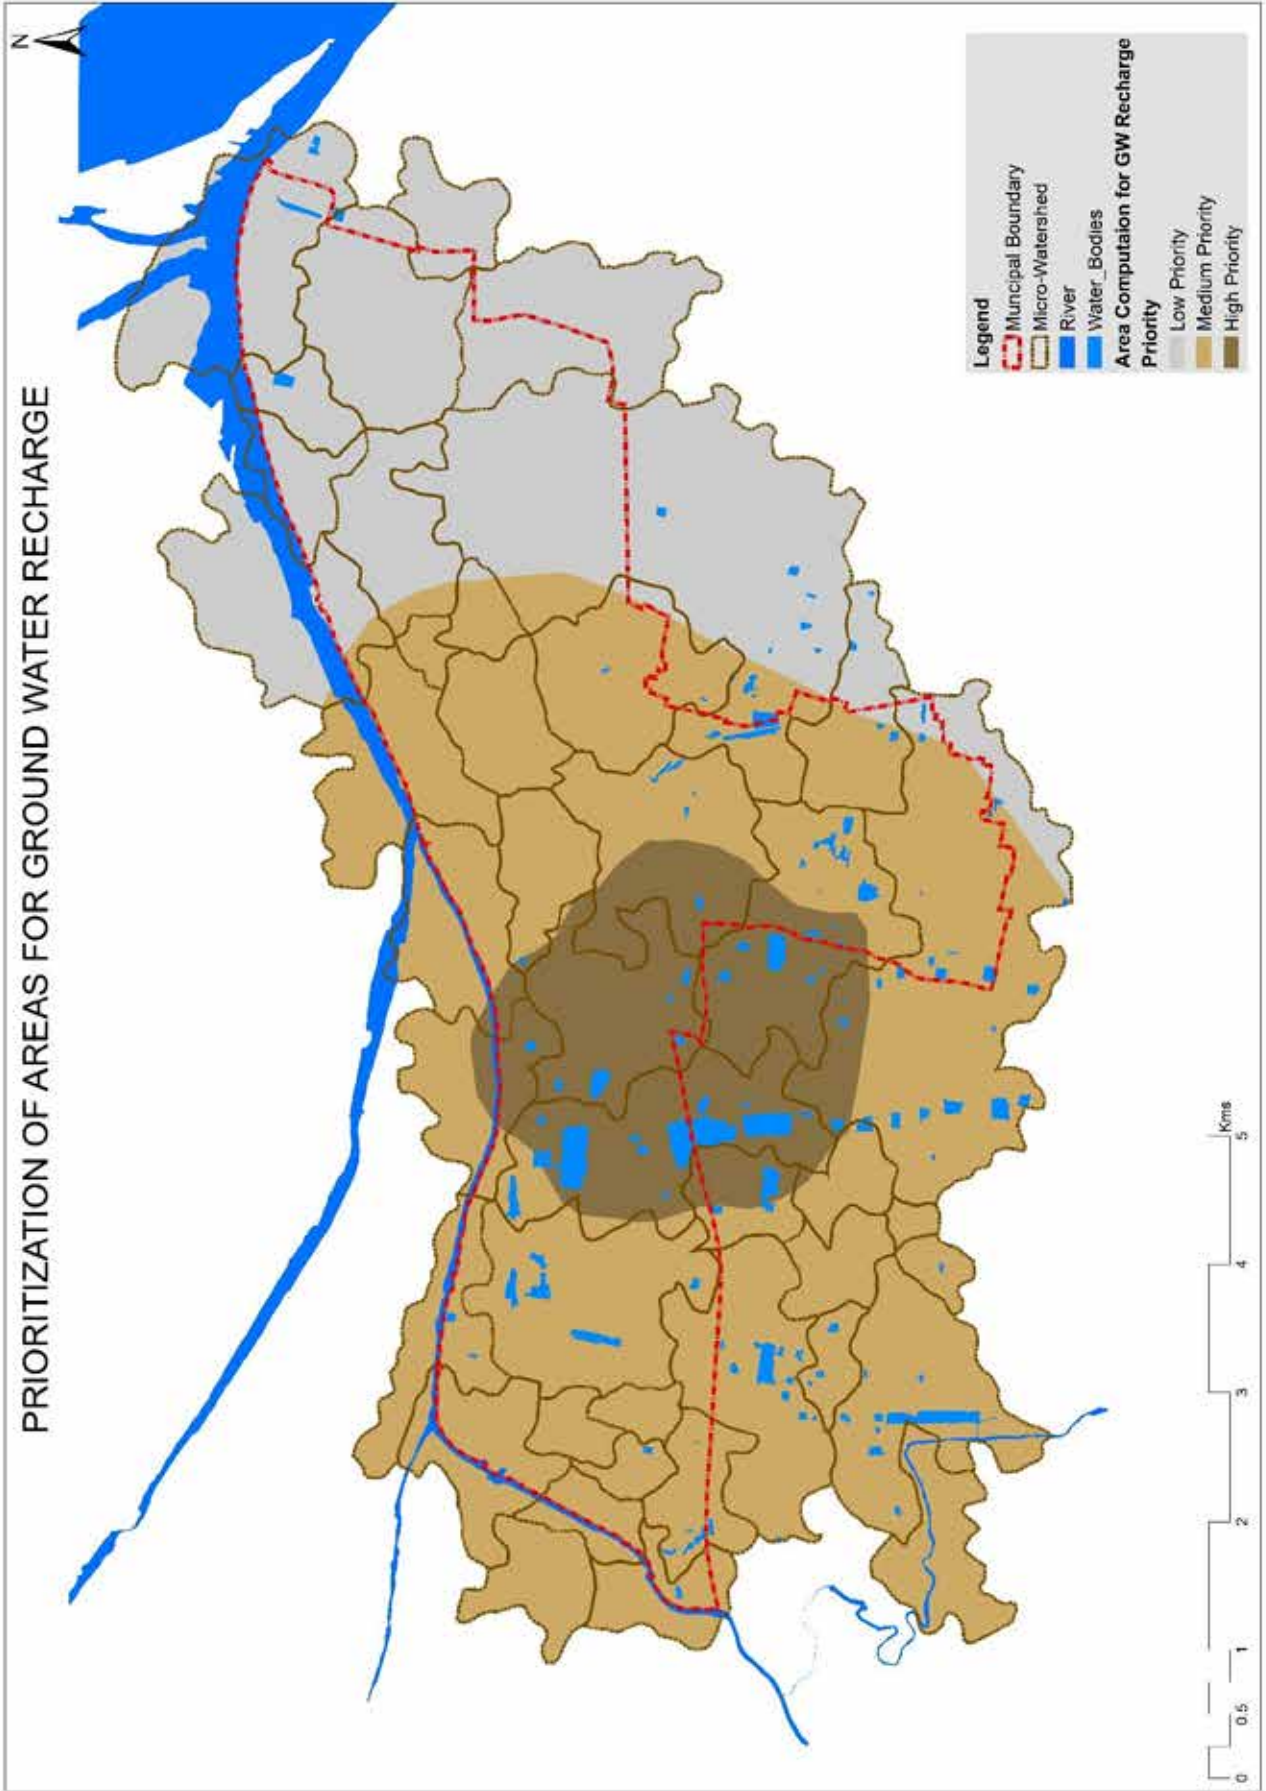 PRIORITIZATION OF AREAS FOR GROUND WATER RECHARGE
N
Legend
Muncipal Boundary
Micro-Watershed
River
Water_Bodies
Area Computaion for GW Recharge
Priority
Low Priority
Medium Priority
High Priority
0 0.5 1 2 3 4 5
Kms